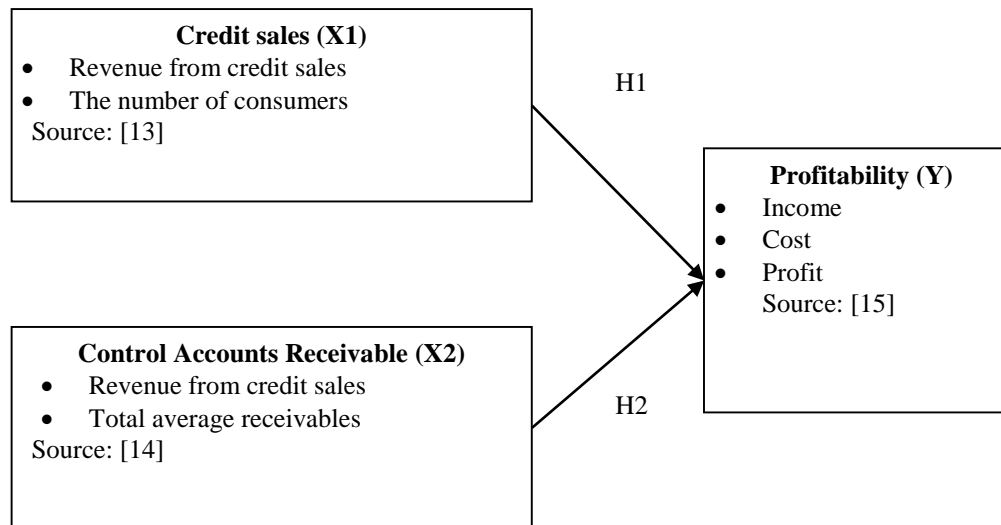 Credit sales (X1)
• Revenue from credit sales
• The number of consumers
Source: [13]
H1
Profitability (Y)
• Income
• Cost
• Profit
Source: [15]
Control Accounts Receivable (X2)
• Revenue from credit sales
• Total average receivables
Source: [14]
H2